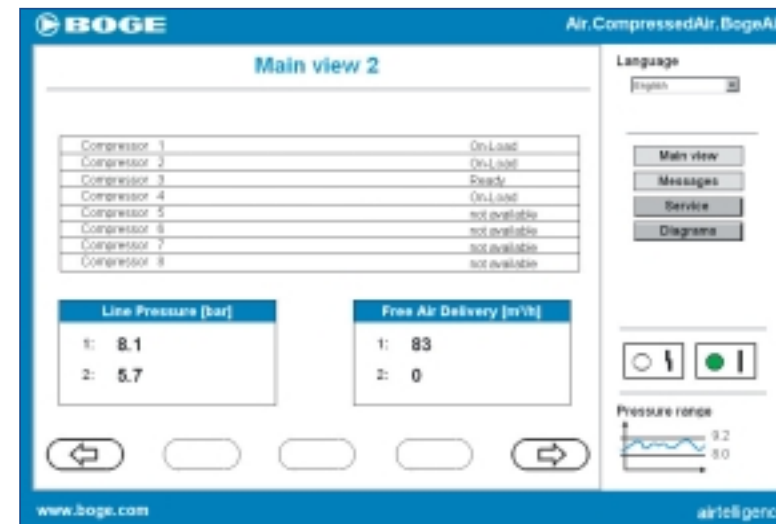 BOGE
Air.CompressedAir.BogeAi
Main view 2
Language
English
Compressor 1 On-Load
Compressor 2 On-Load
Compressor 3 Ready
Compressor 4 On-Load
Compressor 5 not available
Compressor 6 not available
Compressor 7 not available
Compressor 8 not available
Main view
Messages
Service
Diagrams
Line Pressure [bar]
1: 8.1
2: 5.7
Free Air Delivery [m³/h]
1: 83
2: 0
Pressure range
9.2
8.0
www.boge.com
airtelligenc